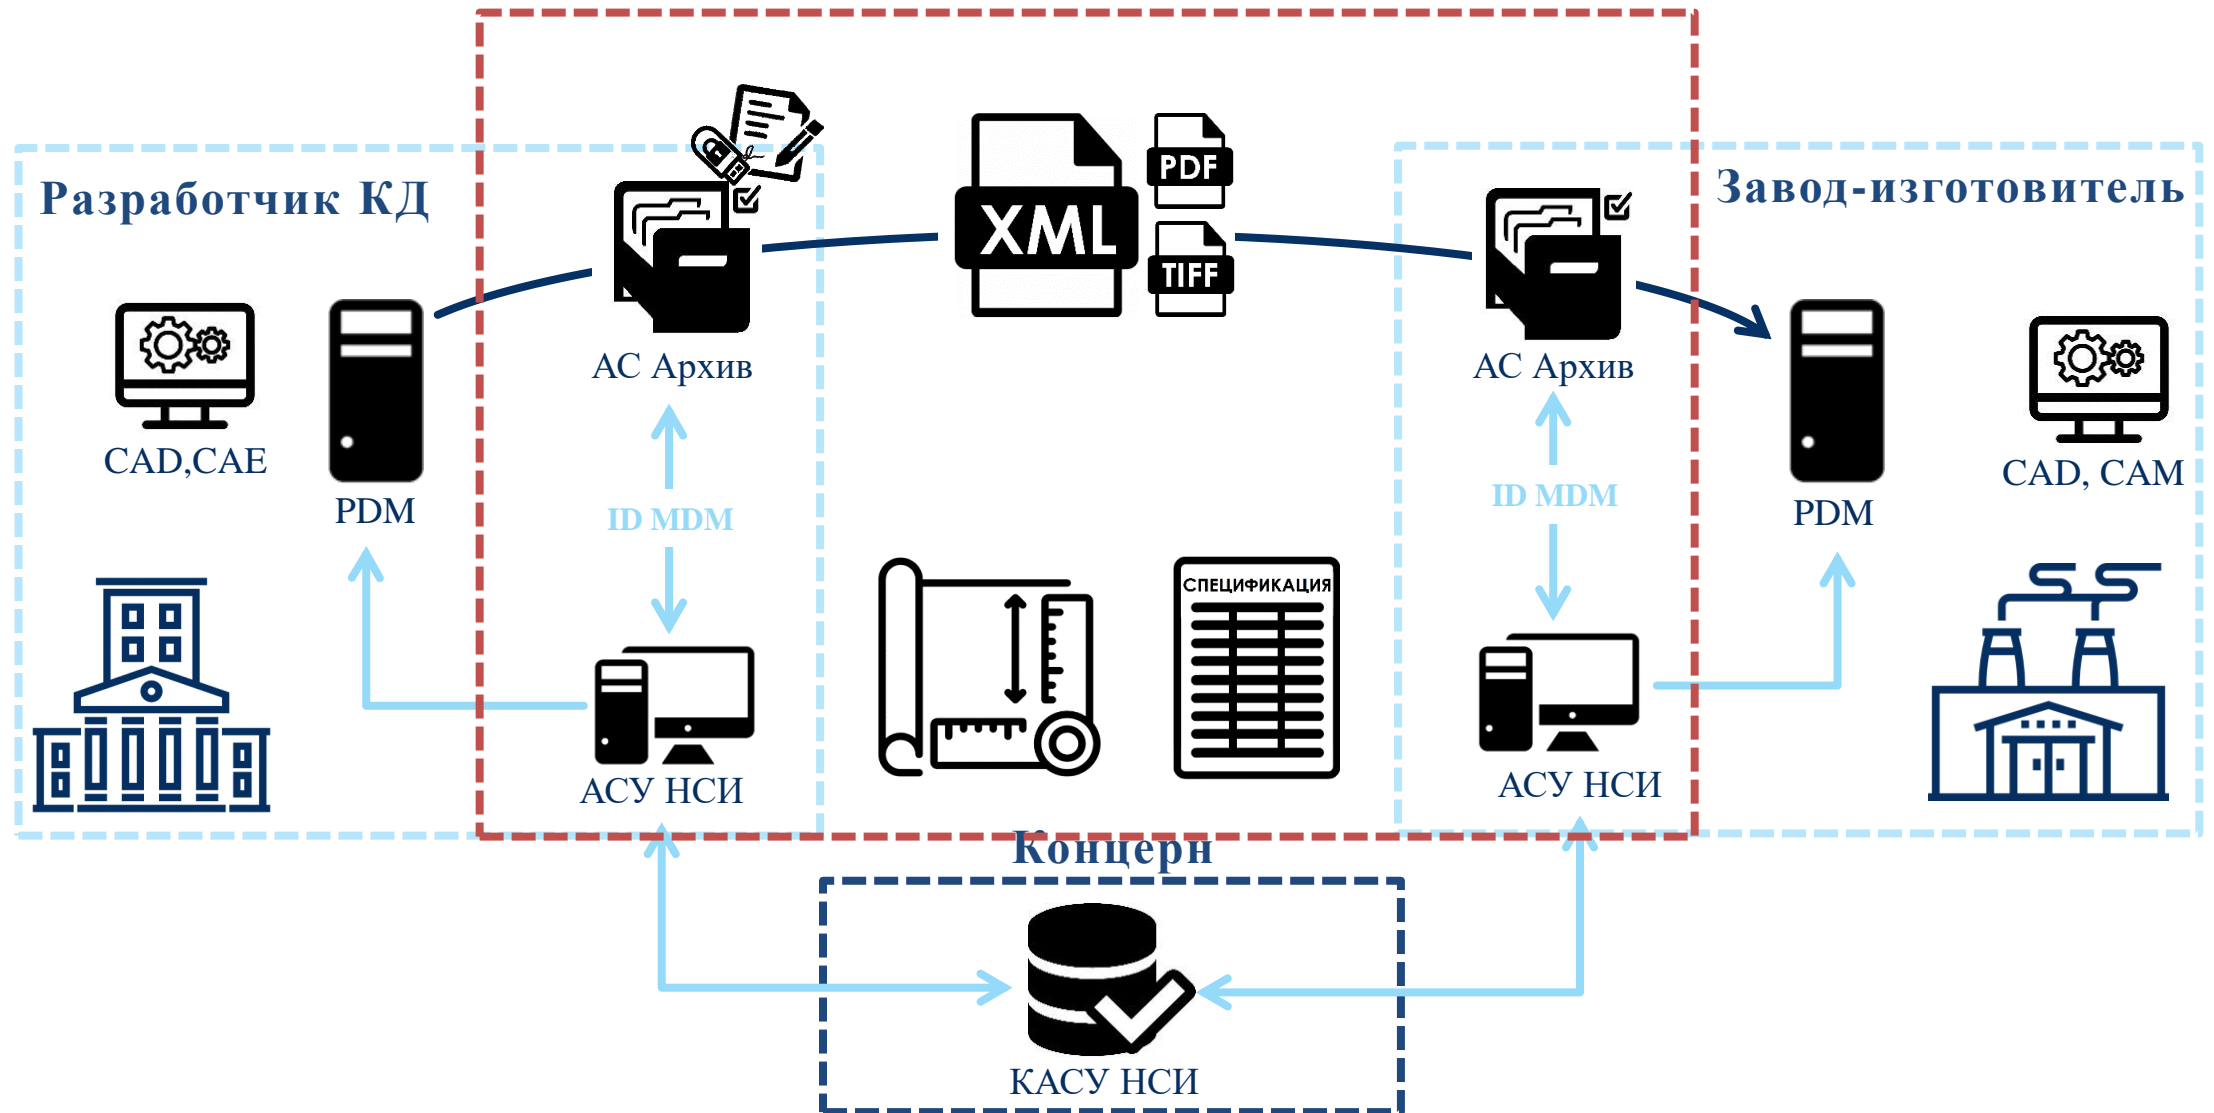 Разработчик КД
Завод-изготовитель
XML
PDF
TIFF
АС Архив
АС Архив
CAD,CAE
PDM
CAD, CAM
PDM
ID MDM
ID MDM
СПЕЦИФИКАЦИЯ
АСУ НСИ
АСУ НСИ
Концерн
КАСУ НСИ